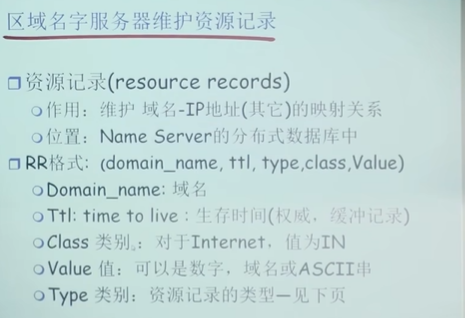 区域名字服务器维护资源记录
资源记录(resource records)
作用：维护 域名-IP地址(其它)的映射关系
位置：Name Server的分布式数据库中
RR格式: (domain_name, ttl, type,class,Value)
Domain_name: 域名
Ttl: time to live：生存时间(权威，缓冲记录)
Class 类别：对于Internet，值为IN
Value 值：可以是数字，域名或ASCII串
Type 类别：资源记录的类型—见下页